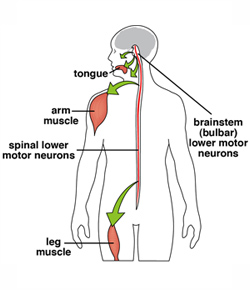 tongue
arm
muscle
brainstem
(bulbar)
lower motor
neurons
spinal lower
motor neurons
leg
muscle